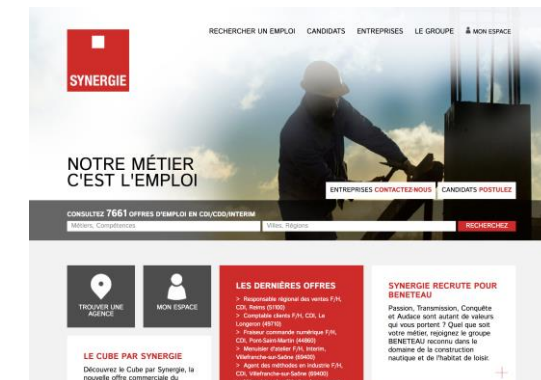 RECHERCHER UN EMPLOI CANDIDATS ENTREPRISES LE GROUPE MON ESPACE
SYNERGIE
NOTRE MÉTIER
C'EST L'EMPLOI
ENTREPRISES CONTACTEZ-NOUS CANDIDATS POSTULEZ
CONSULTEZ 7661 OFFRES D'EMPLOI EN CDI/CDD/INTERIM
Métiers, Compétences Villes, Régions RECHERCHEZ
TROUVER UNE
AGENCE
MON ESPACE
LE CUBE PAR SYNERGIE
Découvrez le Cube par Synergie, la
nouvelle offre commerciale du
LES DERNIÈRES OFFRES
> Responsable régional des ventes F/H,
CDI, Reims (51100)
> Comptable clients F/H, CDI, Le
Longeron (49710)
> Fraiseur commande numérique F/H,
CDI, Pont-Saint-Martin (44860)
> Menuisier d'atelier F/H, Interim,
Villefranche-sur-Saône (69400)
> Agent des méthodes en industrie F/H,
CDI, Villefranche-sur-Saône (69400)
SYNERGIE RECRUTE POUR
BENETEAU
Passion, Transmission, Conquête
et Audace sont autant de valeurs
qui vous portent ? Quel que soit
votre métier, rejoignez le groupe
BENETEAU reconnu dans le
domaine de la construction
nautique et de l'habitat de loisir.